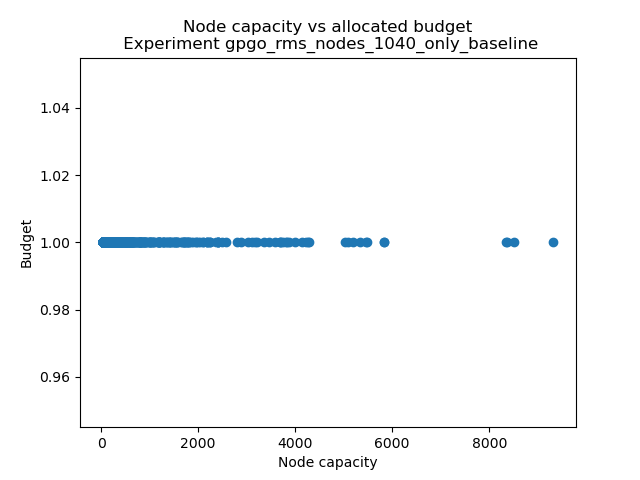 Node capacity vs allocated budget
Experiment gpgo_rms_nodes_1040_only_baseline
1.04
1.02
1.00
0.98
0.96
Budget
0
2000
4000
6000
8000
Node capacity